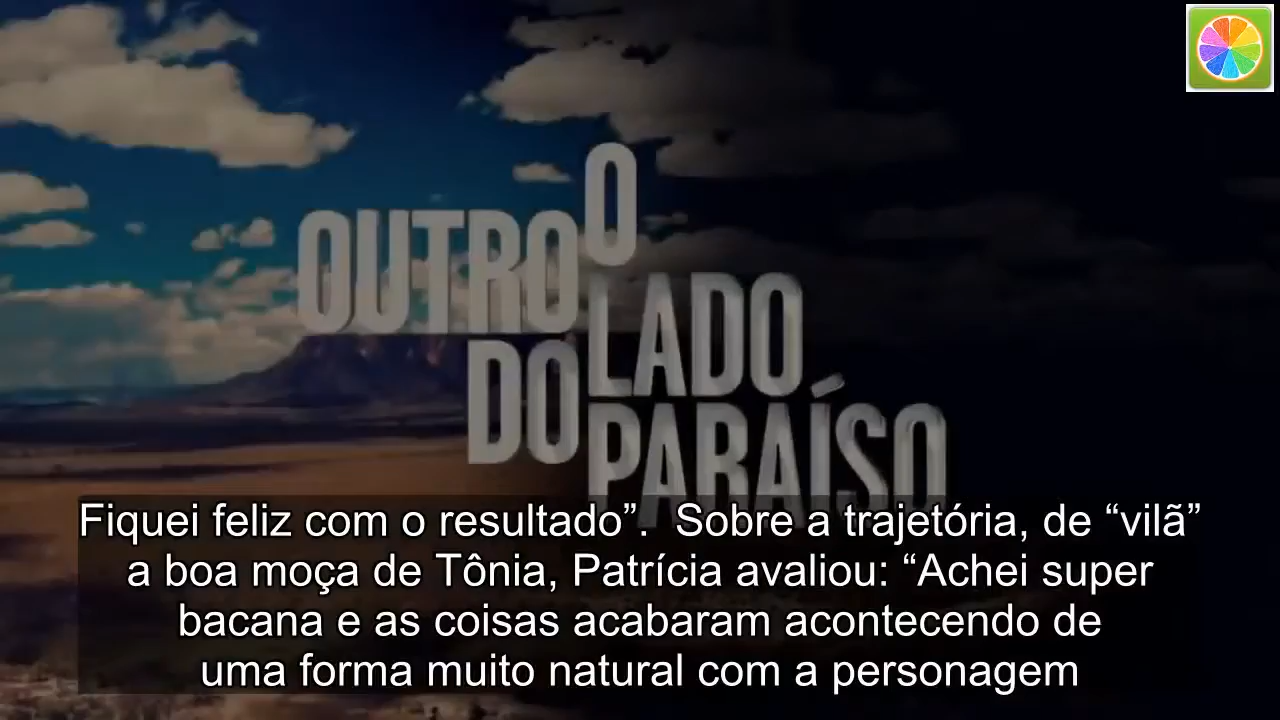 O
OUTRO
LADO
DO
PARAÍSO
Fiquei feliz com o resultado”.  Sobre a trajetória, de “vilã”
a boa moça de Tônia, Patrícia avaliou: “Achei super
bacana e as coisas acabaram acontecendo de
uma forma muito natural com a personagem